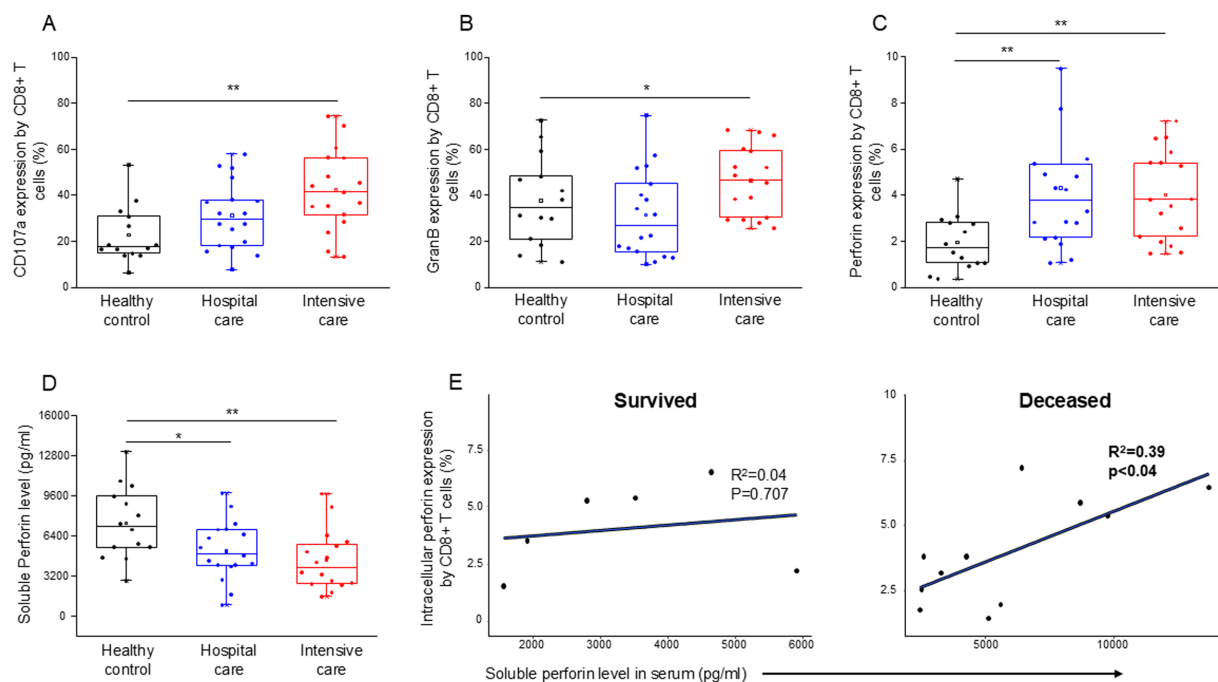 A
CD107a expression by CD8+ T
cells (%)
100
80
60
40
20
0
**
Healthy
control
Hospital
care
Intensive
care
B
GranB expression by CD8+ T
cells (%)
100
80
60
40
20
0
*
Healthy
control
Hospital
care
Intensive
care
C
Perforin expression by CD8+ T
cells (%)
10
8
6
4
2
0
**
**
Healthy
control
Hospital
care
Intensive
care
D
Soluble Perforin level (pg/ml)
16000
12800
9600
6400
3200
0
**
*
Healthy
control
Hospital
care
Intensive
care
E
Intracellular perforin expression
by CD8+ T cells (%)
Survived
7.5
5.0
2.5
0
R²=0.04
P=0.707
2000
3000
4000
5000
6000
Deceased
10
7.5
5.0
2.5
R²=0.39
p<0.04
5000
10000
Soluble perforin level in serum (pg/ml)